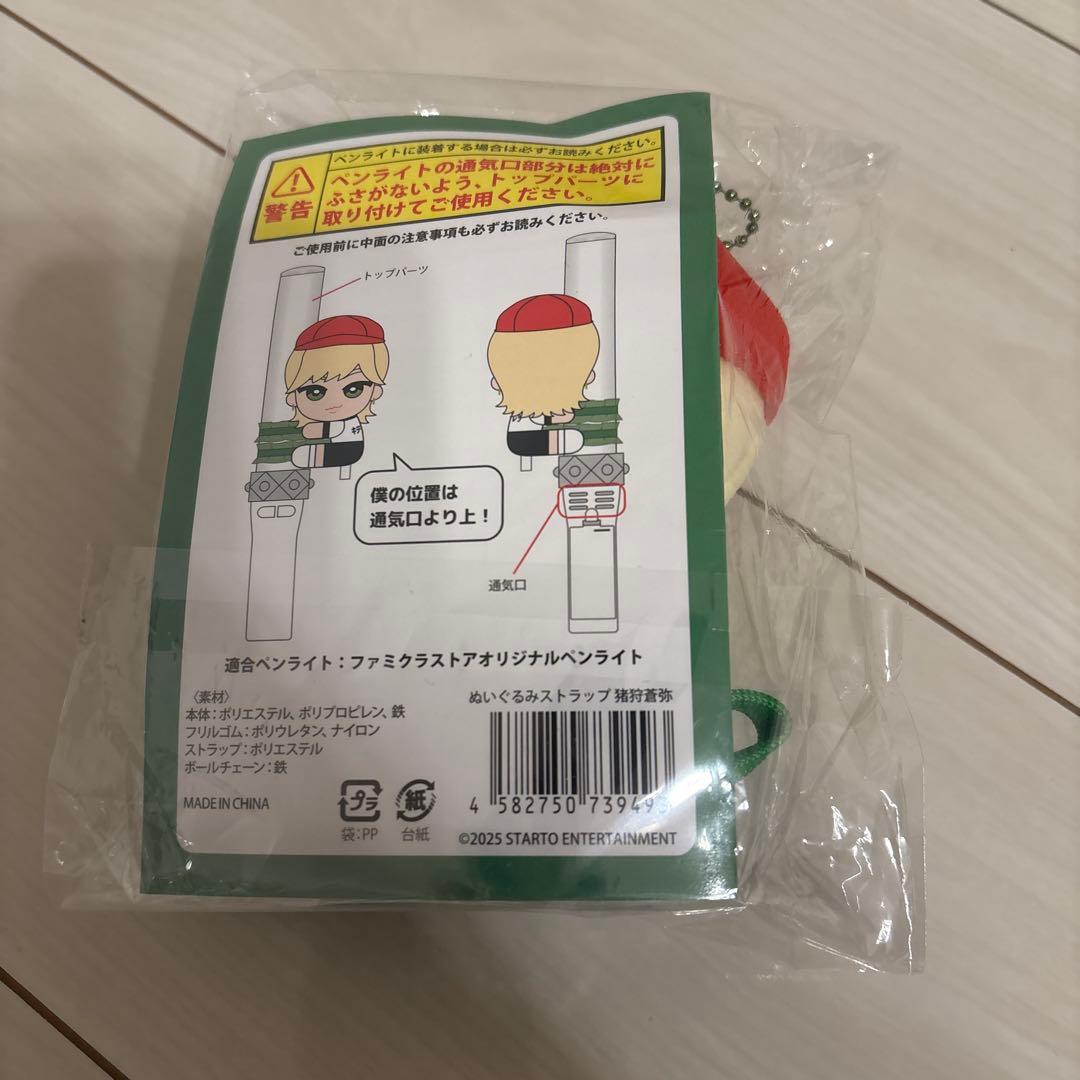 ペンライトに装着する場合は必ずお読みください。
警告
ペンライトの通気口部分は絶対に
ふさがないよう、トップパーツに
取り付けてご使用ください。
ご使用前に中面の注意事項も必ずお読みください。
トップパーツ
僕の位置は
通気口より上!
通気口
適合ペンライト:ファミクラストアオリジナルペンライト
〈素材〉
本体:ポリエステル、ポリプロピレン、鉄
フリルゴム:ポリウレタン、ナイロン
ストラップ:ポリエステル
ボールチェーン:鉄
MADE IN CHINA
プラ
袋:PP
紙
台紙
ぬいぐるみストラップ 猪狩蒼弥
4 582750 739493
©2025 STARTO ENTERTAINMENT